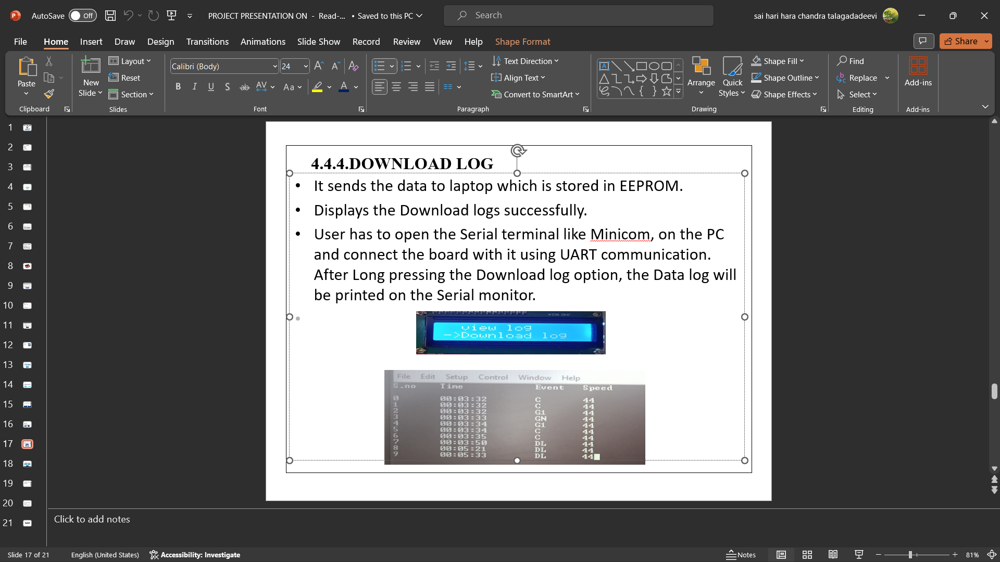 AutoSave Off PROJECT PRESENTATION ON - Read-... • Saved to this PC Search sai hari hara chandra talagadadeevi
File Home Insert Draw Design Transitions Animations Slide Show Record Review View Help Shape Format Share
Paste
Clipboard
New
Slide
Layout
Reset
Section
Slides
Calibri (Body) 24
Font
Paragraph
Text Direction
Align Text
Convert to SmartArt
Arrange
Quick
Styles
Shape Fill
Shape Outline
Shape Effects
Drawing
Find
Replace
Select
Editing
Add-ins
Add-ins
1
2
3
4
5
6
7
8
9
10
11
12
13
14
15
16
17
18
19
20
21
4.4.4.DOWNLOAD LOG
• It sends the data to laptop which is stored in EEPROM.
• Displays the Download logs successfully.
• User has to open the Serial terminal like Minicom, on the PC
and connect the board with it using UART communication.
After Long pressing the Download log option, the Data log will
be printed on the Serial monitor.
JHD 162A
view log
->Download log
File Edit Setup Control Window Help
S.no Time Event Speed
0 00:03:32 C 44
1 00:03:32 C 44
2 00:03:32 G1 44
3 00:03:33 GN 44
4 00:03:34 G1 44
5 00:03:34 C 44
6 00:03:35 C 44
7 00:03:50 DL 44
8 00:05:21 DL 44
9 00:05:33 DL 44
Click to add notes
Slide 17 of 21 English (United States) Accessibility: Investigate Notes 81%